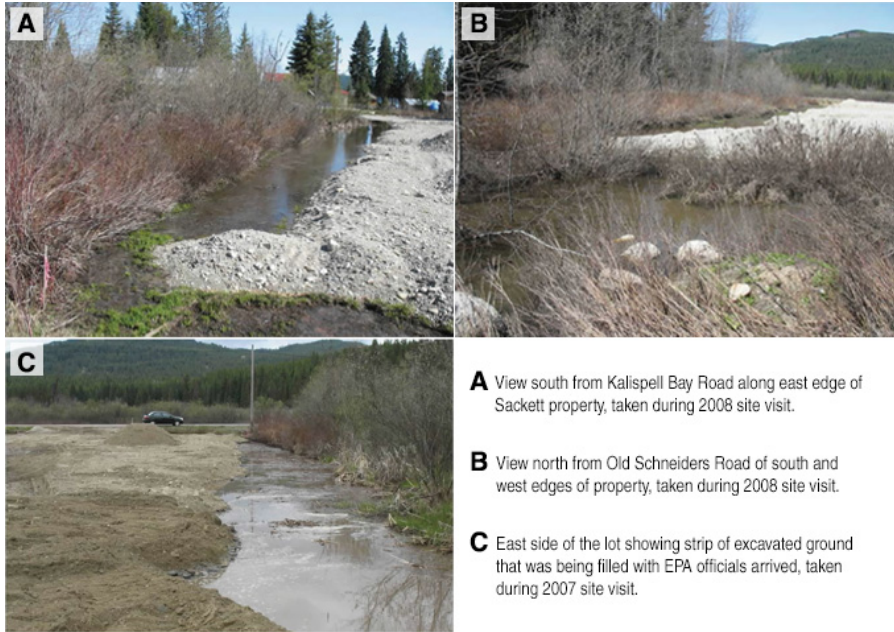 A
B
C
A View south from Kalispell Bay Road along east edge of
Sackett property, taken during 2008 site visit.
B View north from Old Schneiders Road of south and
west edges of property, taken during 2008 site visit.
C East side of the lot showing strip of excavated ground
that was being filled with EPA officials arrived, taken
during 2007 site visit.